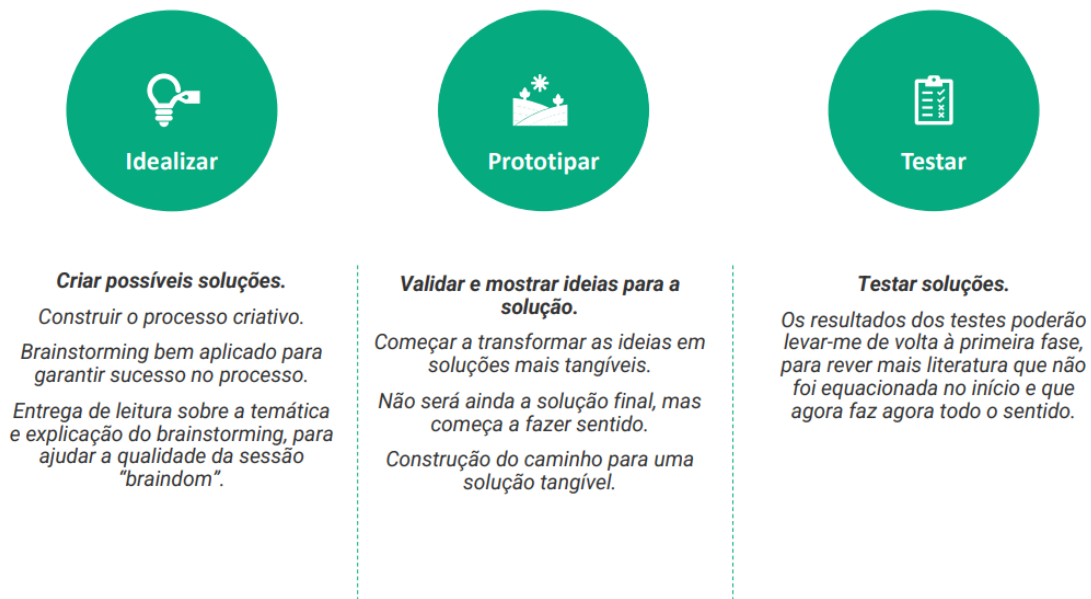 Idealizar
Prototipar
Testar
Criar possíveis soluções.
Construir o processo criativo.
Brainstorming bem aplicado para
garantir sucesso no processo.
Entrega de leitura sobre a temática
e explicação do brainstorming, para
ajudar a qualidade da sessão
“braindom”.
Validar e mostrar ideias para a
solução.
Começar a transformar as ideias em
soluções mais tangíveis.
Não será ainda a solução final, mas
começa a fazer sentido.
Construção do caminho para uma
solução tangível.
Testar soluções.
Os resultados dos testes poderão
levar-me de volta à primeira fase,
para rever mais literatura que não
foi equacionada no início e que
agora faz agora todo o sentido.